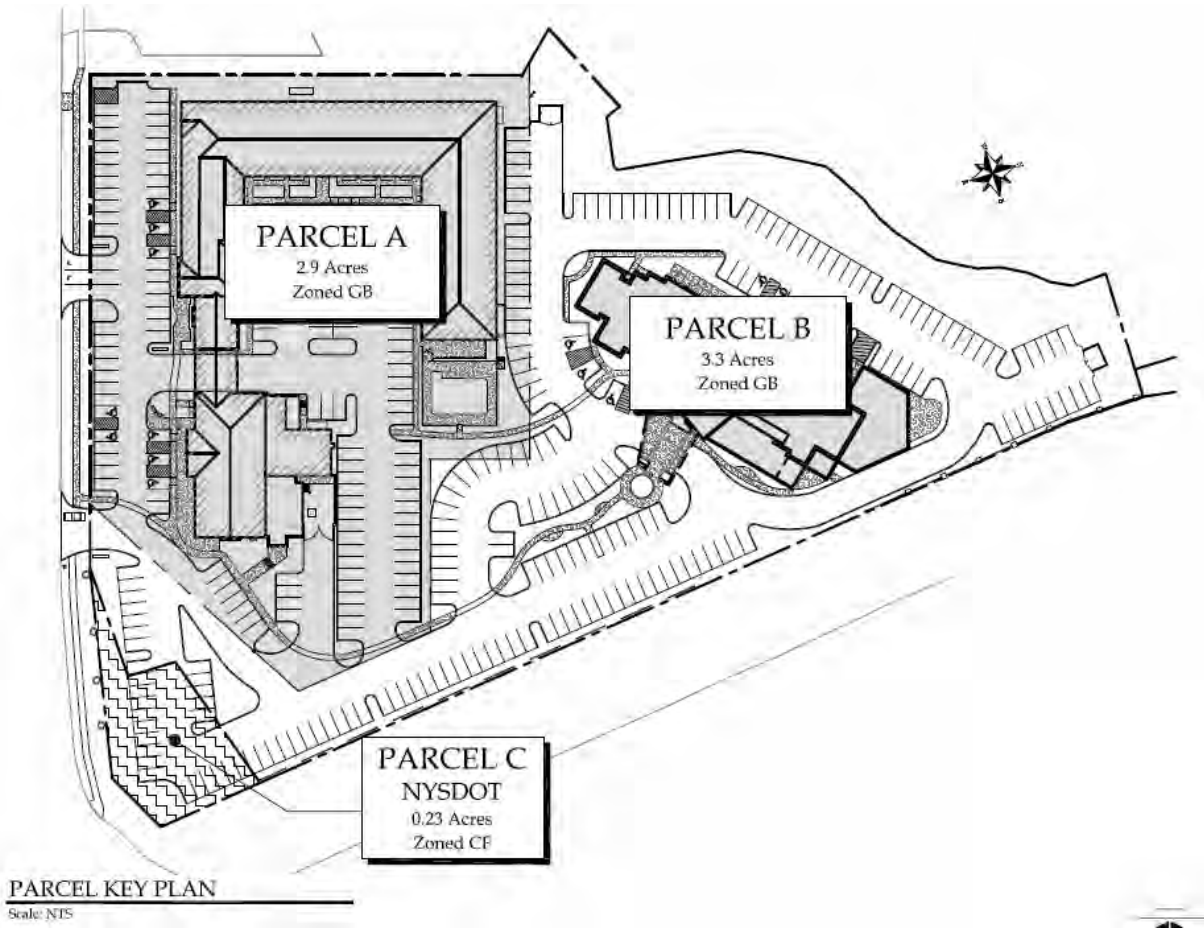 PARCEL A
2.9 Acres
Zoned GB
PARCEL B
3.3 Acres
Zoned GB
PARCEL C
NYSDOT
0.23 Acres
Zoned CF
PARCEL KEY PLAN
Scale: NTS